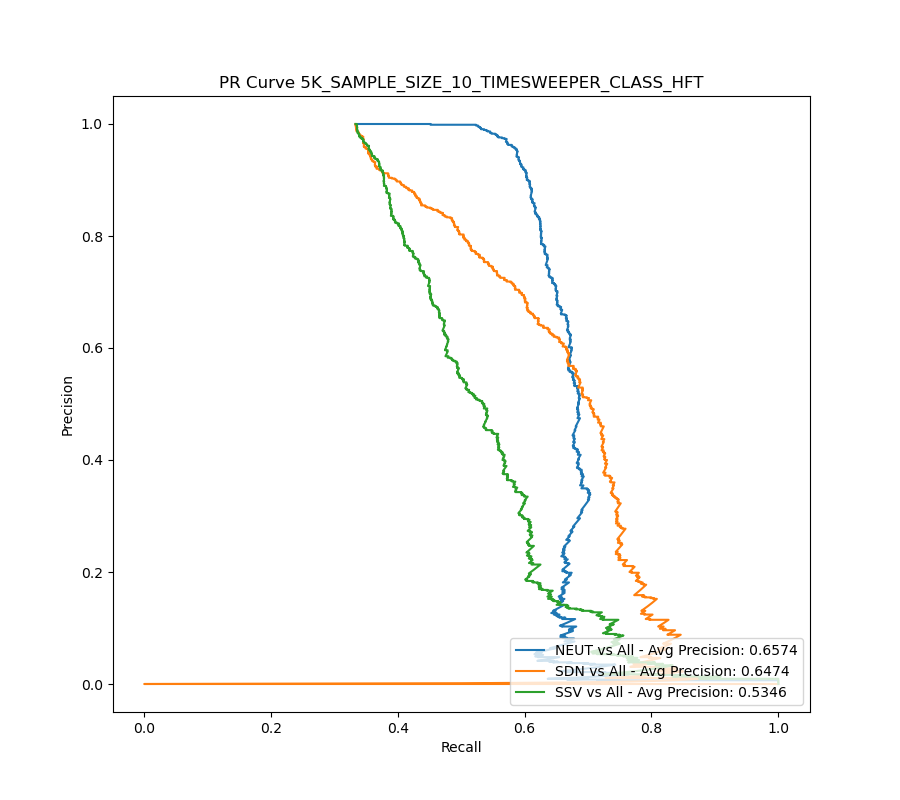 PR Curve 5K_SAMPLE_SIZE_10_TIMESWEEPER_CLASS_HFT
1.0
0.8
0.6
0.4
0.2
0.0
Precision
NEUT vs All - Avg Precision: 0.6574
SDN vs All - Avg Precision: 0.6474
SSV vs All - Avg Precision: 0.5346
0.0 0.2 0.4 0.6 0.8 1.0
Recall